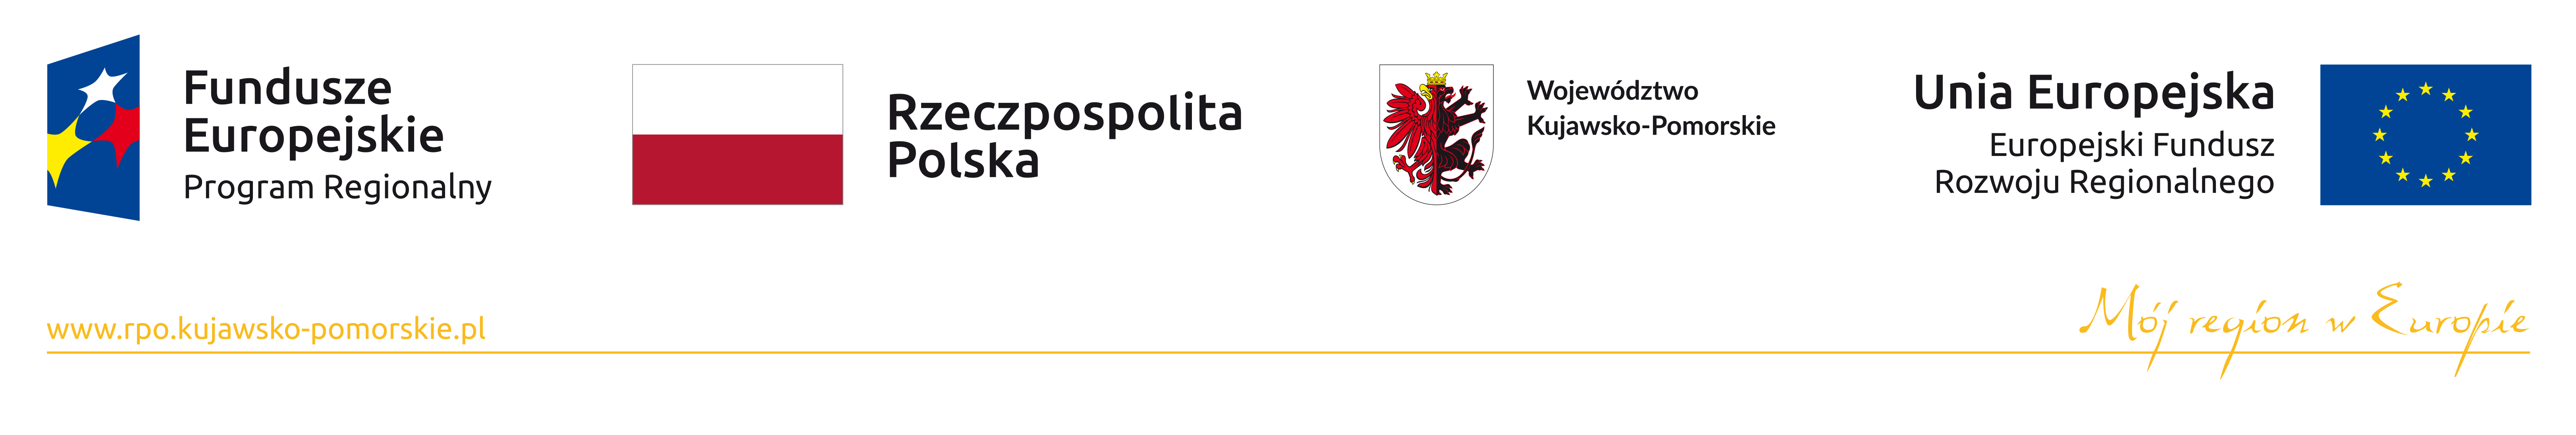 Fundusze
Europejskie
Program Regionalny
Rzeczpospolita
Polska
Województwo
Kujawsko-Pomorskie
Unia Europejska
Europejski Fundusz
Rozwoju Regionalnego
www.rpo.kujawsko-pomorskie.pl
Mój region w Europie